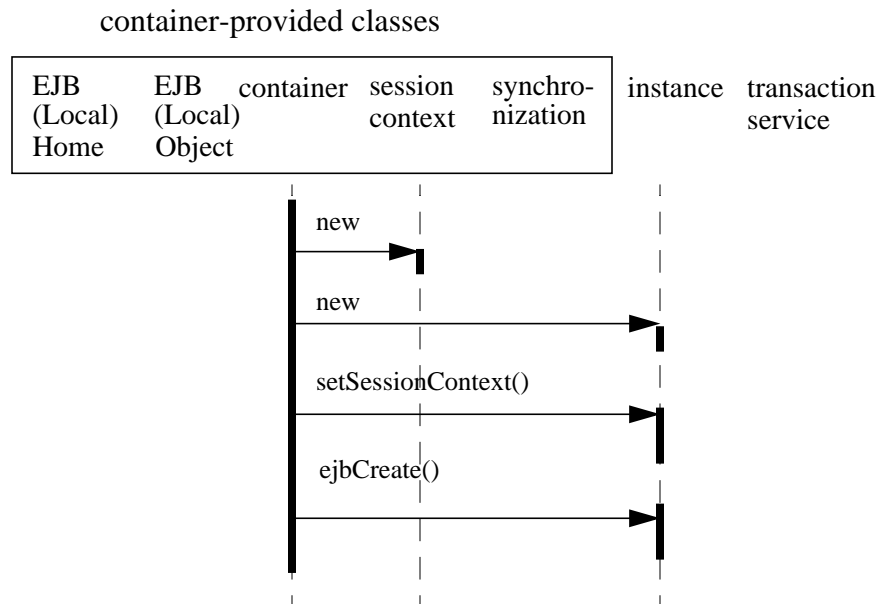 container-provided classes
EJB (Local) Home
EJB (Local) Object
container
session context
synchro-
nization
instance
transaction service
new
new
setSessionContext()
ejbCreate()